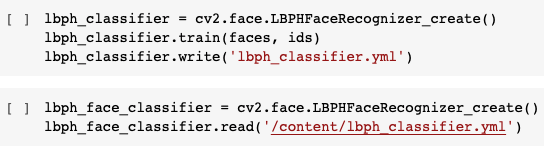 [ ] lbph_classifier = cv2.face.LBPHFaceRecognizer_create()
lbph_classifier.train(faces, ids)
lbph_classifier.write('lbph_classifier.yml')
[ ] lbph_face_classifier = cv2.face.LBPHFaceRecognizer_create()
lbph_face_classifier.read('/content/lbph_classifier.yml')